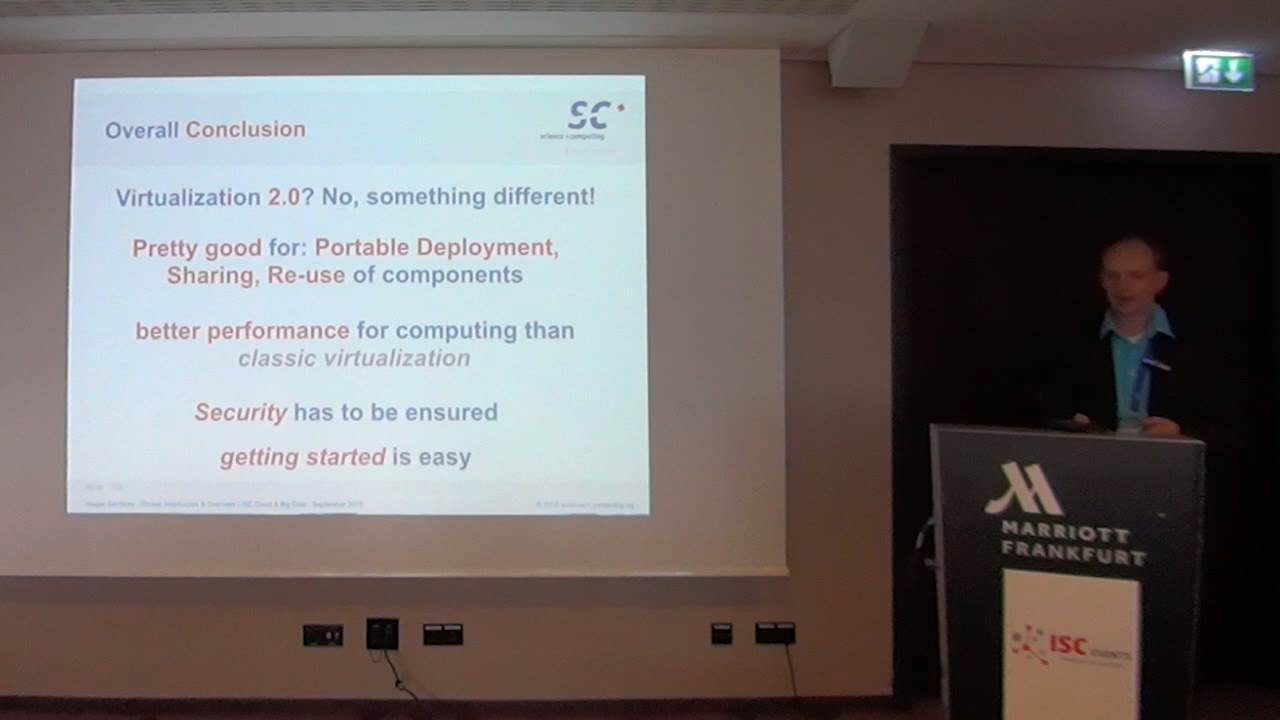 Overall Conclusion
SC
science + computing
Virtualization 2.0? No, something different!
Pretty good for: Portable Deployment,
Sharing, Re-use of components
better performance for computing than
classic virtualization
Security has to be ensured
getting started is easy
MARRIOTT
FRANKFURT
ISC EVENTS